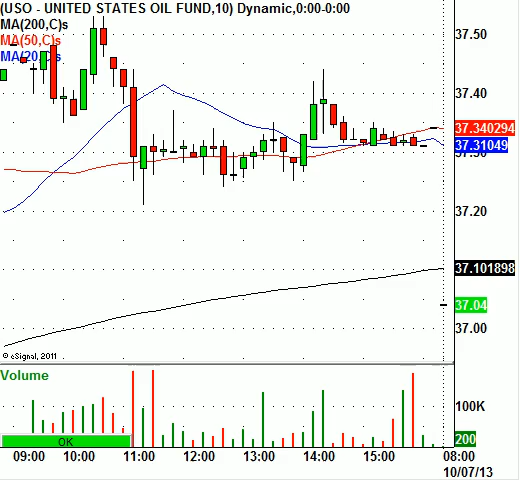 (USO - UNITED STATES OIL FUND,10) Dynamic,0:00-0:00
MA(200,C)s
MA(50,C)s
MA(20,C)s
37.50
37.40
37.340294
37.31049
37.30
37.20
37.101898
37.04
37.00
© eSignal, 2011
Volume
100K
200
OK
09:00 10:00 11:00 12:00 13:00 14:00 15:00 08:00
10/07/13